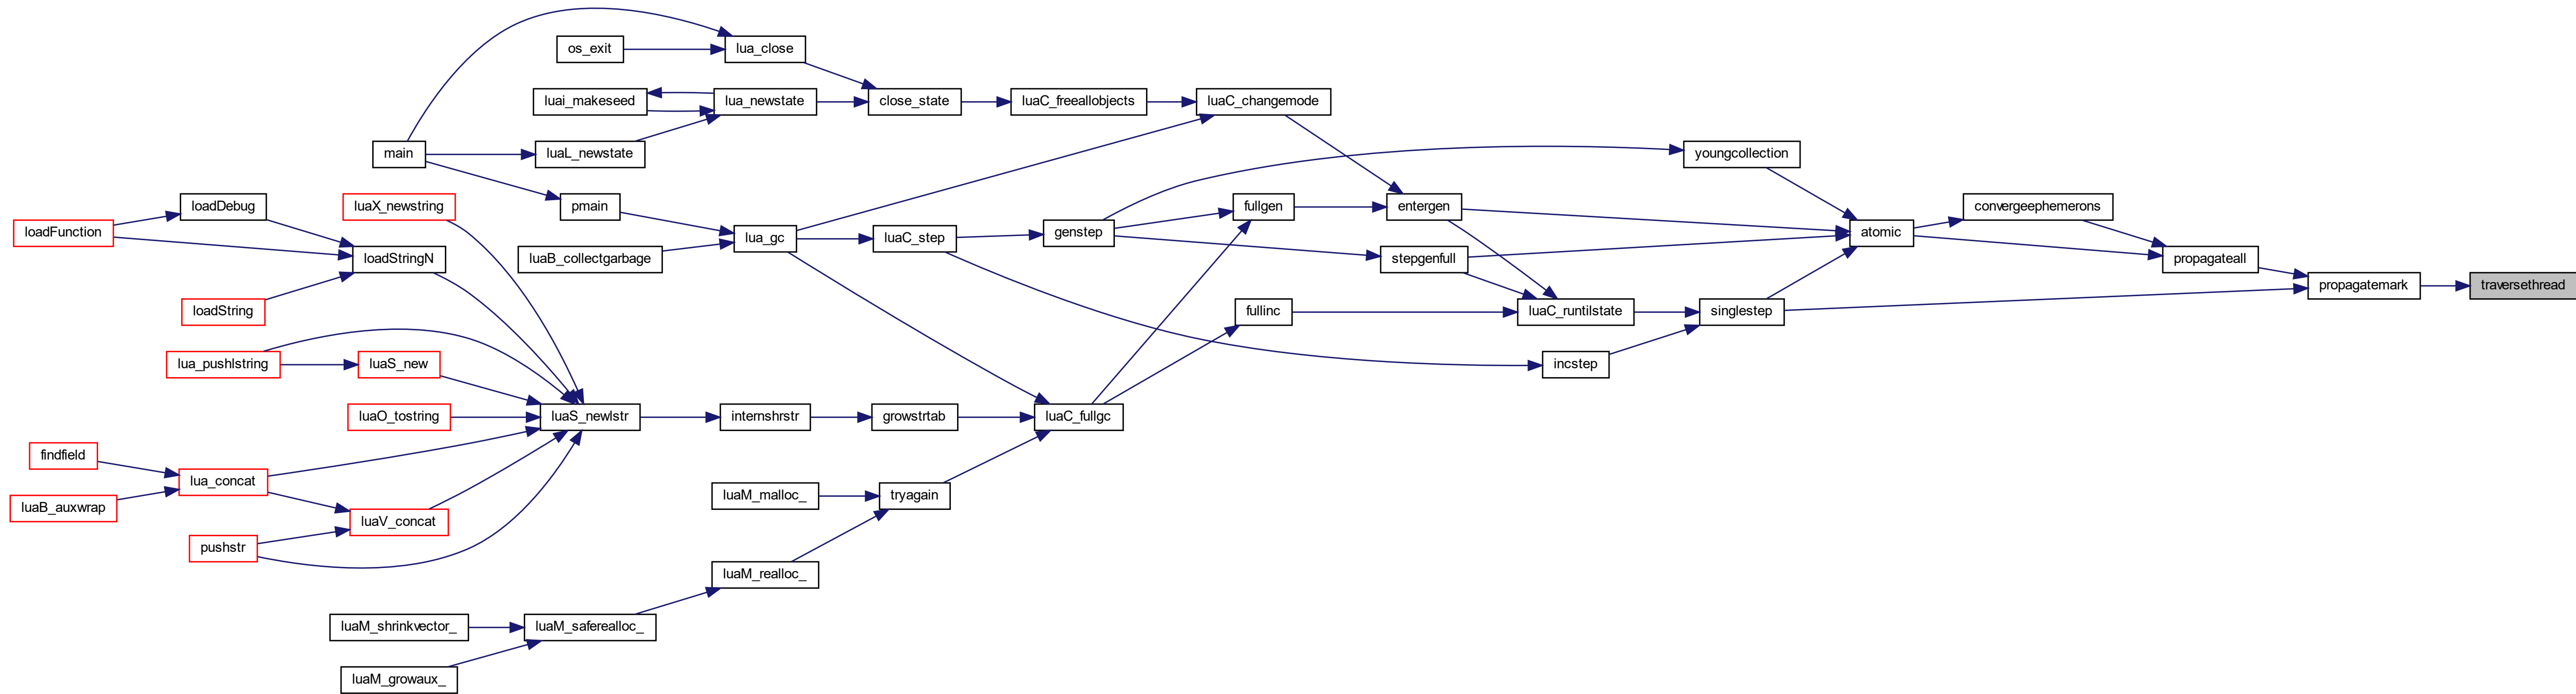 os_exit
lua_close
luai_makeseed
lua_newstate
close_state
luaC_freeallobjects
luaC_changemode
main
luaL_newstate
youngcollection
loadDebug
luaX_newstring
pmain
fullgen
entergen
convergeephemerons
loadFunction
lua_gc
luaC_step
genstep
atomic
loadStringN
luaB_collectgarbage
stepgenfull
propagateall
propagatemark
traversethread
loadString
fullinc
luaC_runtilstate
singlestep
lua_pushlstring
luaS_new
incstep
luaO_tostring
luaS_newlstr
internshrstr
growstrtab
luaC_fullgc
findfield
lua_concat
luaM_malloc_
tryagain
luaB_auxwrap
luaV_concat
pushstr
luaM_realloc_
luaM_shrinkvector_
luaM_saferealloc_
luaM_growaux_